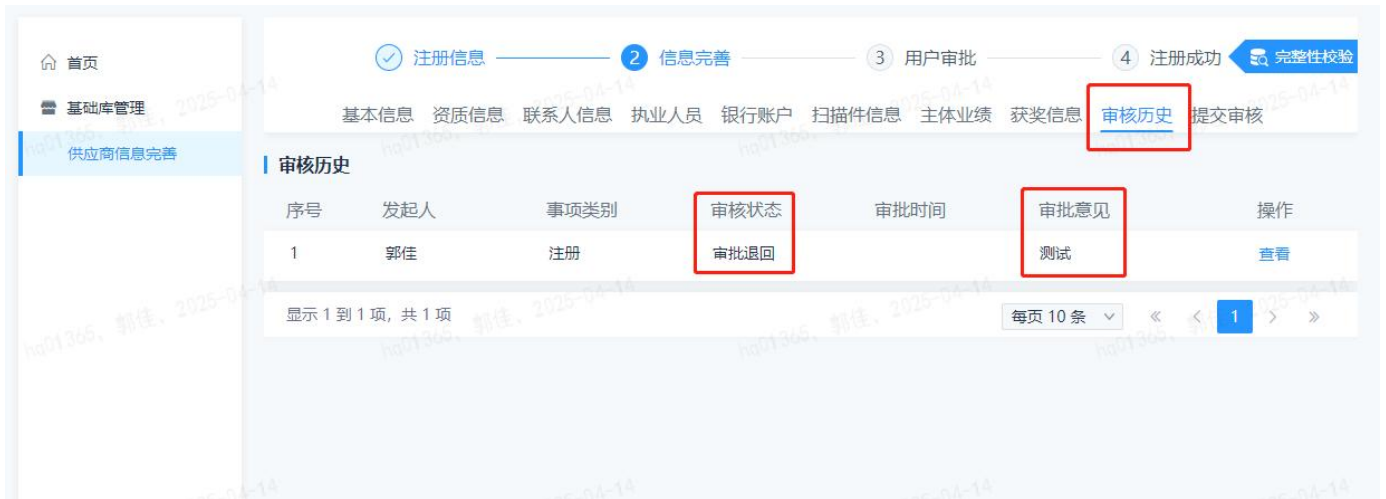 首页
基础库管理
供应商信息完善
注册信息 2 信息完善 3 用户审批 4 注册成功 完整性校验
基本信息 资质信息 联系人信息 执业人员 银行账户 扫描件信息 主体业绩 获奖信息 审核历史 提交审核
审核历史
序号 发起人 事项类别 审核状态 审批时间 审批意见 操作
1 郭佳 注册 审批退回 测试 查看
显示 1 到 1 项，共 1 项 每页 10 条 « < 1 > »
hq01365, 郭佳, 2025-04-14